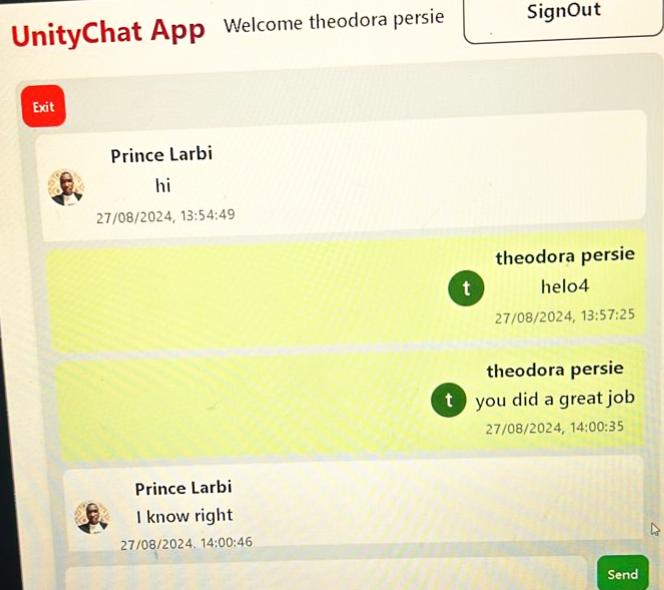 UnityChat App Welcome theodora persie SignOut
Exit
Prince Larbi
hi
27/08/2024, 13:54:49
theodora persie
t
helo4
27/08/2024, 13:57:25
theodora persie
t you did a great job
27/08/2024, 14:00:35
Prince Larbi
I know right
27/08/2024, 14:00:46
Send